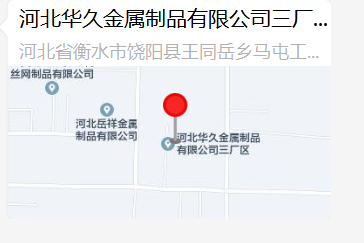 河北华久金属制品有限公司三厂...
河北省衡水市饶阳县王同岳乡马屯工...
丝网制品有限公司
河北岳祥金属
制品有限公司
河北华久金属制品
有限公司三厂区